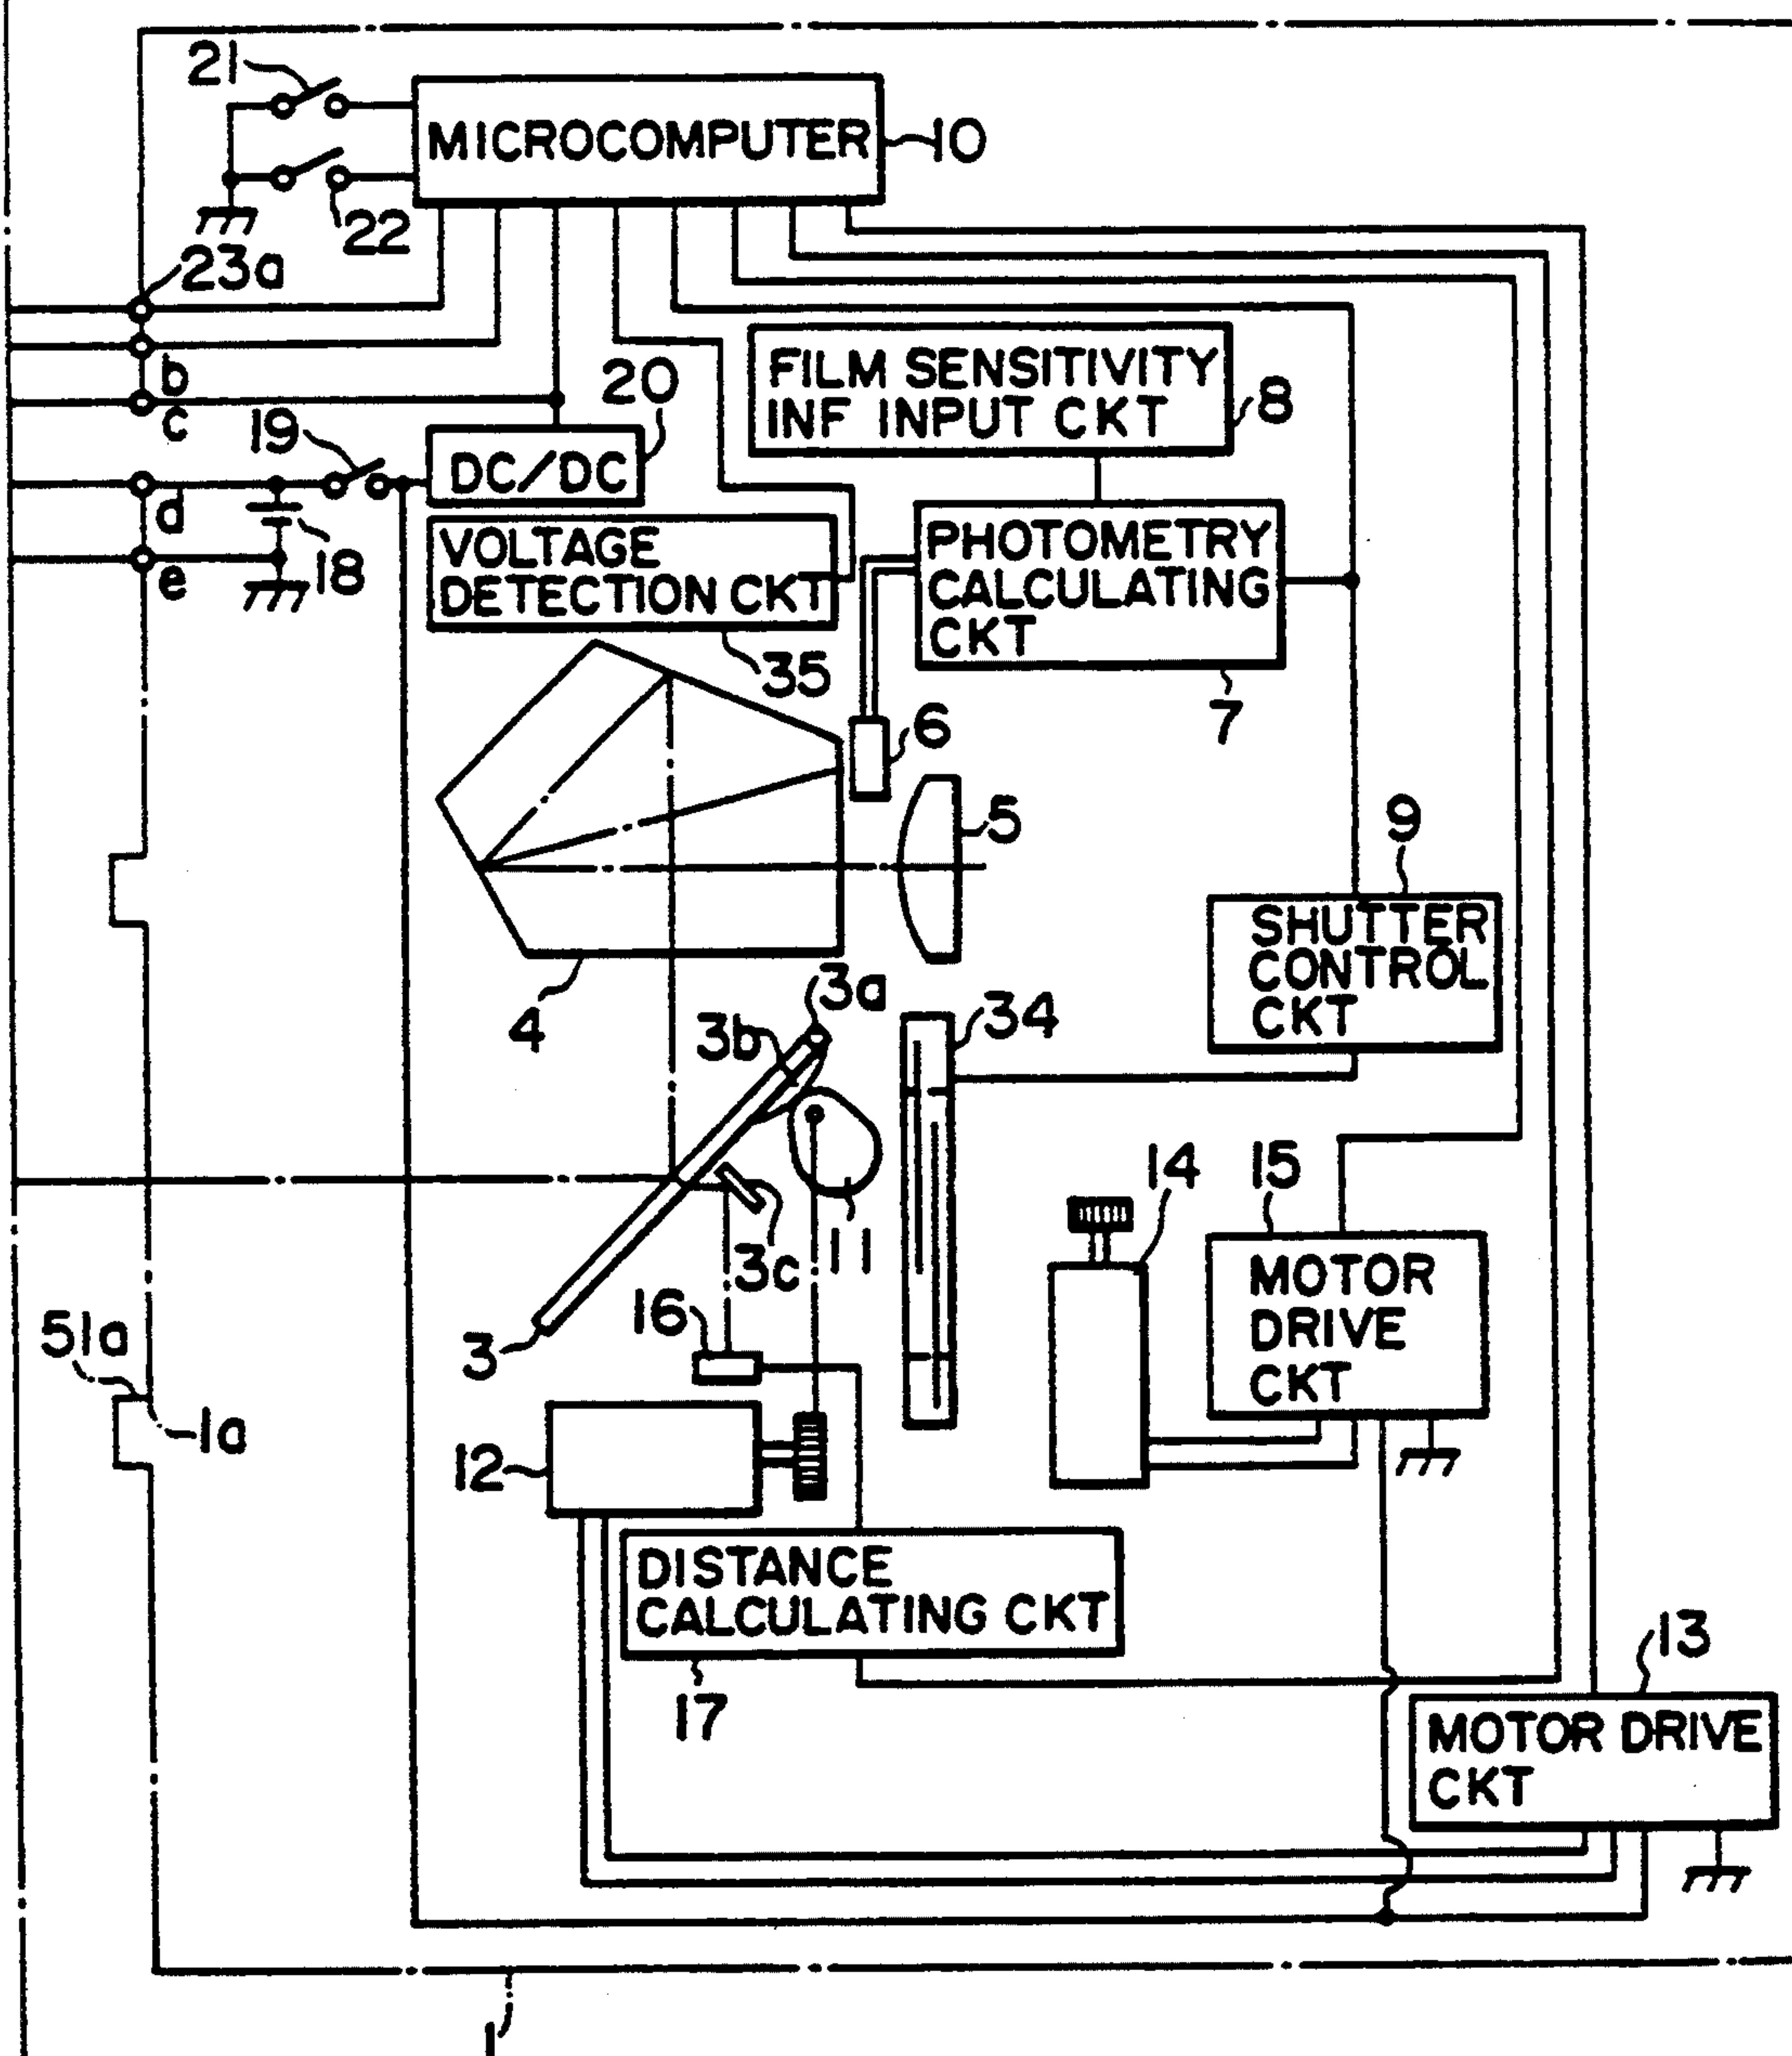 21
MICROCOMPUTER
10
22
23a
b
c
20
FILM SENSITIVITY
INF INPUT CKT
8
19
DC/DC
d
VOLTAGE
DETECTION CKT
18
e
PHOTOMETRY
CALCULATING
CKT
35
7
6
5
9
SHUTTER
CONTROL
CKT
4
3a
3b
34
14
15
3c
11
MOTOR
DRIVE
CKT
16
3
51a
1a
12
DISTANCE
CALCULATING CKT
13
17
MOTOR DRIVE
CKT
1